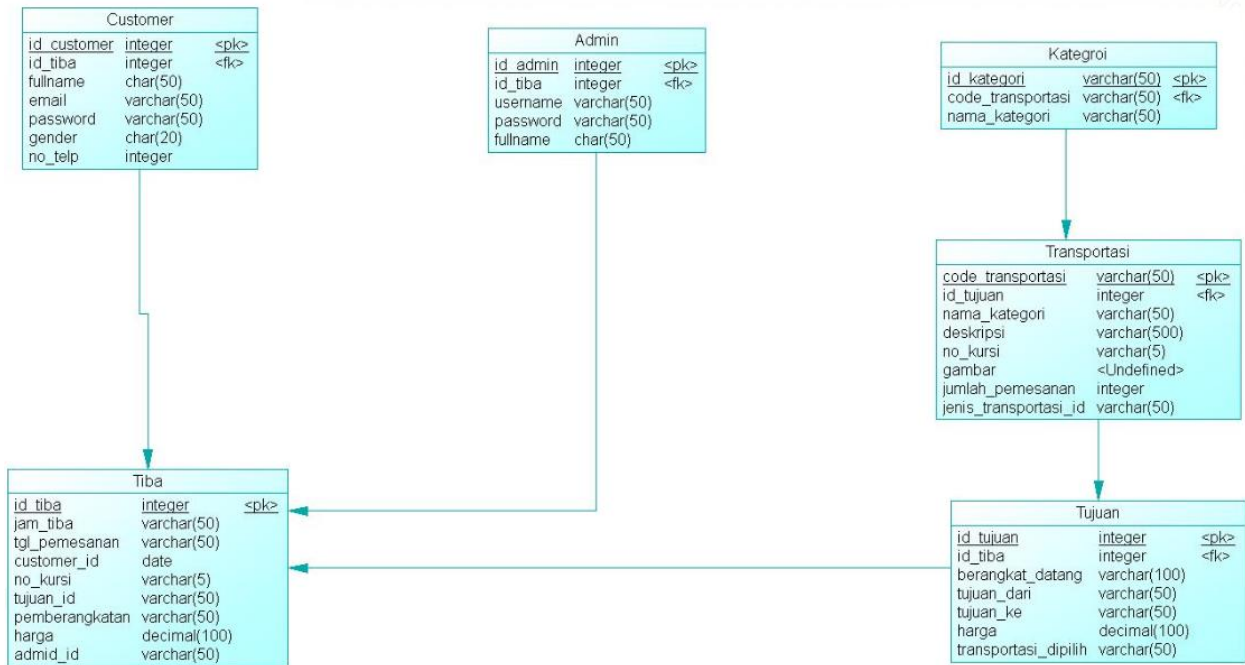 Customer
id_customer integer <pk>
id_tiba integer <fk>
fullname char(50)
email varchar(50)
password varchar(50)
gender char(20)
no_telp integer
Admin
id_admin integer <pk>
id_tiba integer <fk>
username varchar(50)
password varchar(50)
fullname char(50)
Kategroi
id_kategori varchar(50) <pk>
code_transportasi varchar(50) <fk>
nama_kategori varchar(50)
Transportasi
code_transportasi varchar(50) <pk>
id_tujuan integer <fk>
nama_kategori varchar(50)
deskripsi varchar(500)
no_kursi varchar(5)
gambar <Undefined>
jumlah_pemesanan integer
jenis_transportasi_id varchar(50)
Tiba
id_tiba integer <pk>
jam_tiba varchar(50)
tgl_pemesanan varchar(50)
customer_id date
no_kursi varchar(5)
tujuan_id varchar(50)
pemberangkatan varchar(50)
harga decimal(100)
admid_id varchar(50)
Tujuan
id_tujuan integer <pk>
id_tiba integer <fk>
berangkat_datang varchar(100)
tujuan_dari varchar(50)
tujuan_ke varchar(50)
harga decimal(100)
transportasi_dipilih varchar(50)